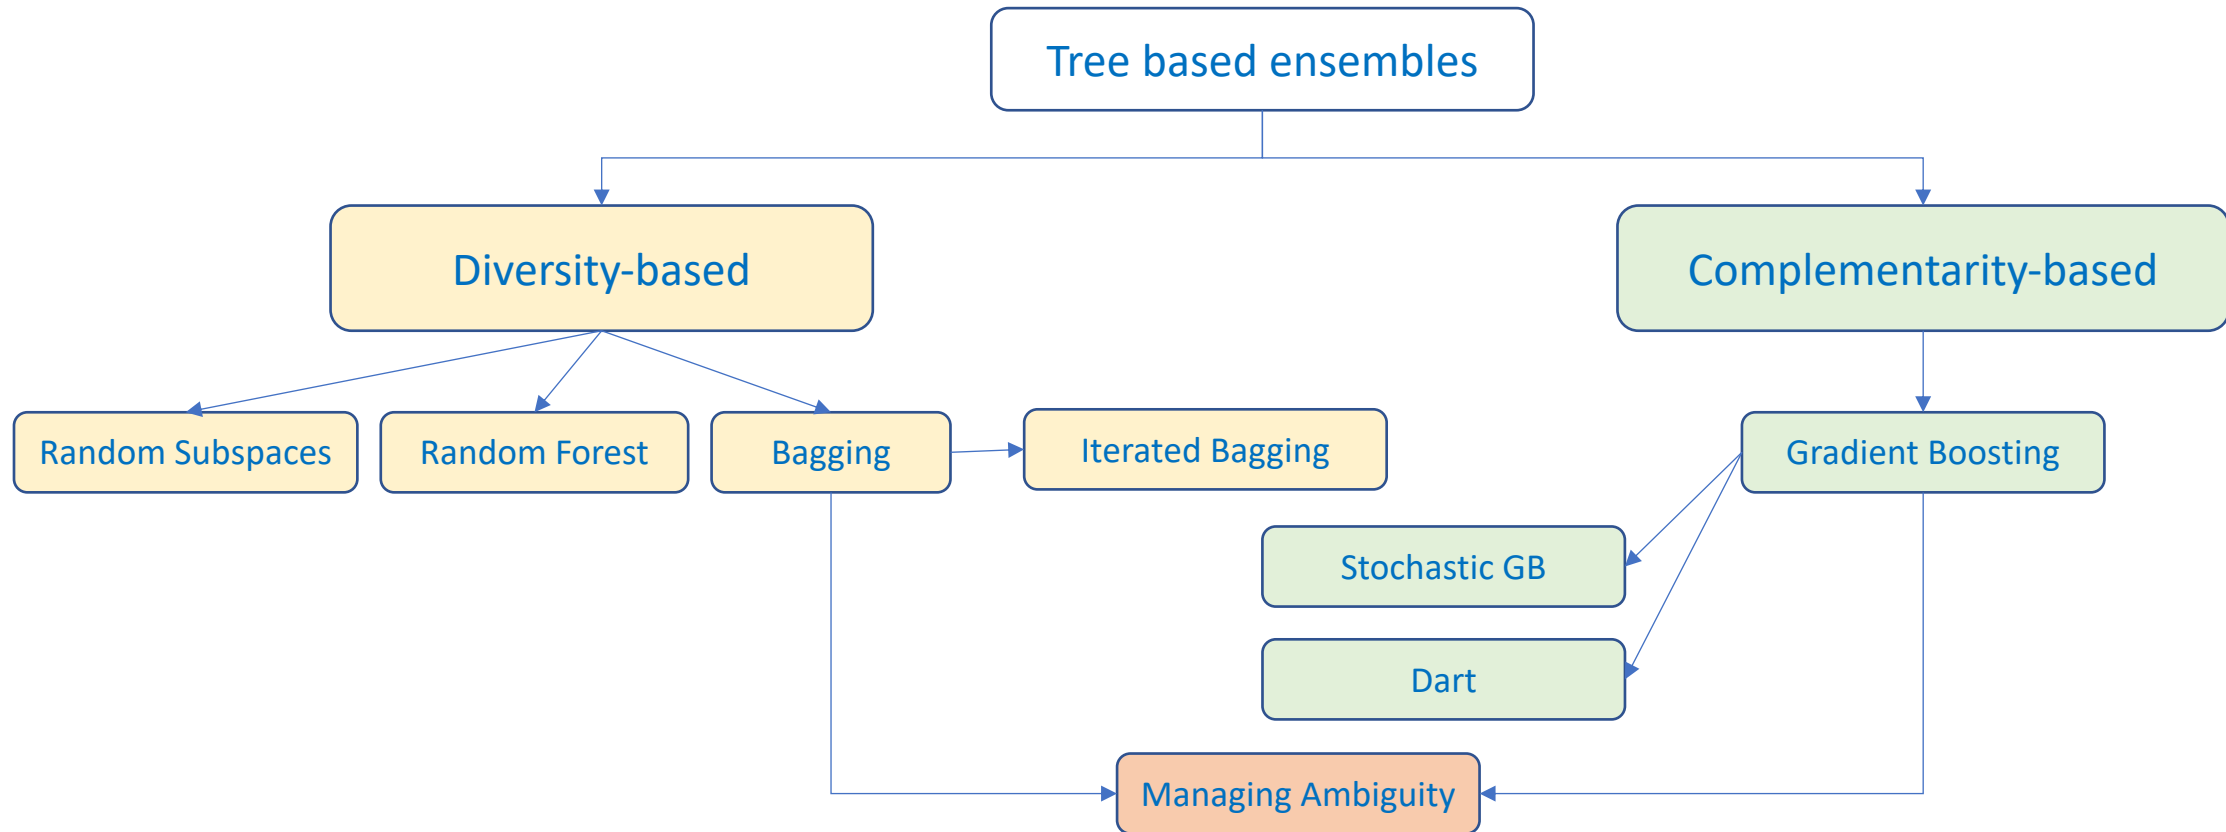 Tree based ensembles
Diversity-based
Complementarity-based
Random Subspaces
Random Forest
Bagging
Iterated Bagging
Gradient Boosting
Stochastic GB
Dart
Managing Ambiguity